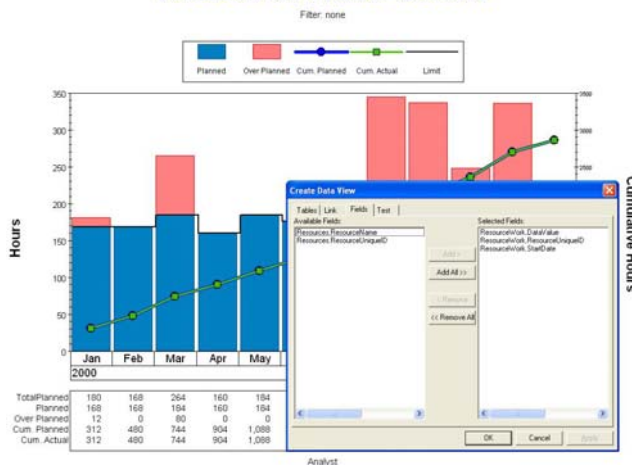 Filter: none
Planned Over Planned Cum. Planned Cum. Actual Limit
350
300
250
200
150
100
50
0
3500
3000
2500
Hours
Cumulative Hours
Jan Feb Mar Apr May
2000
TotalPlanned 180 168 264 160 184
Planned 168 168 184 160 184
Over Planned 12 0 80 0 0
Cum. Planned 312 480 744 904 1,088
Cum. Actual 312 480 744 904 1,088
Analyst
Create Data View
Tables Link Fields Test
Available Fields: Selected Fields:
Resources.ResourceName
Resources.ResourceUniqueID
ResourceWork.DataValue
ResourceWork.ResourceUniqueID
ResourceWork.StartDate
Add >
Add All >>
< Remove
<< Remove All
OK Cancel Apply